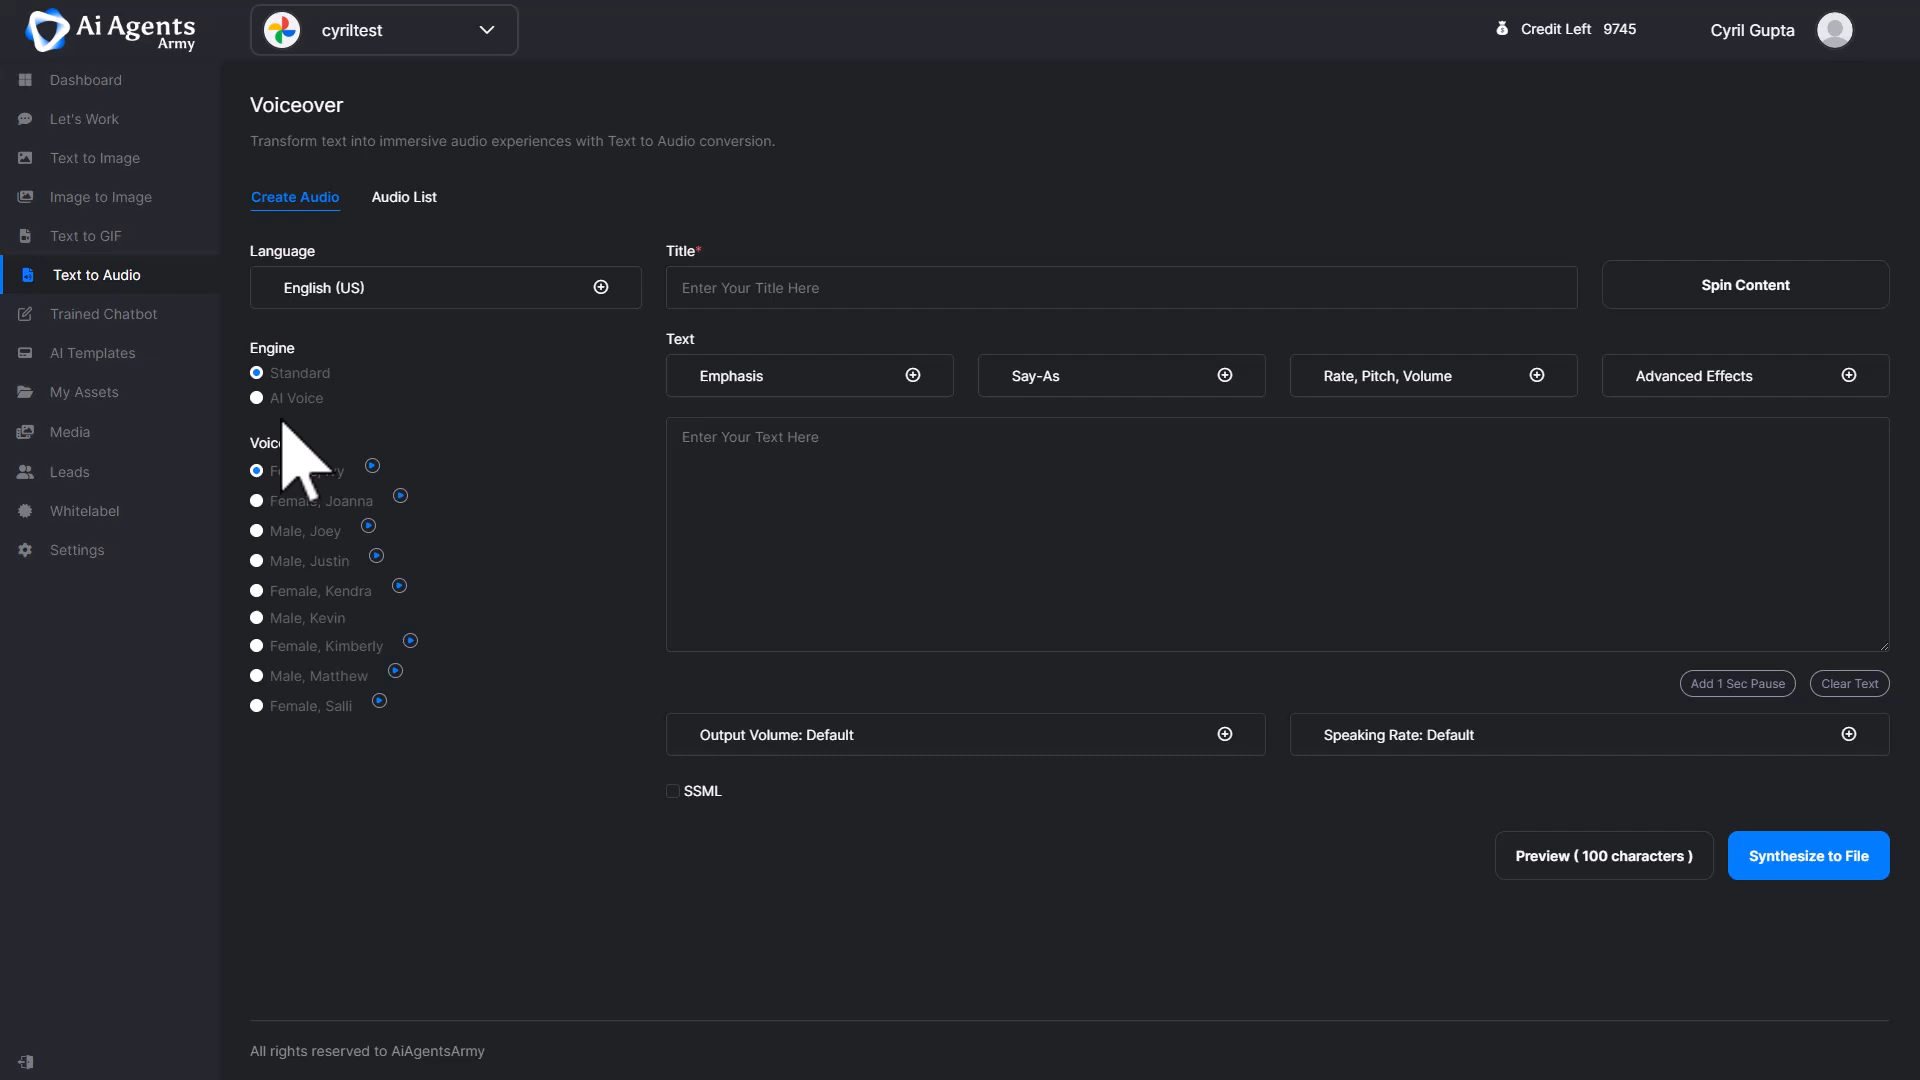 Ai Agents
Army
cyriltest
Credit Left 9745
Cyril Gupta
Dashboard
Let's Work
Text to Image
Image to Image
Text to GIF
Text to Audio
Trained Chatbot
AI Templates
My Assets
Media
Leads
Whitelabel
Settings
Voiceover
Transform text into immersive audio experiences with Text to Audio conversion.
Create Audio
Audio List
Language
English (US)
Engine
Standard
AI Voice
Female, Joanna
Male, Joey
Male, Justin
Female, Kendra
Male, Kevin
Female, Kimberly
Male, Matthew
Female, Salli
Title*
Enter Your Title Here
Spin Content
Text
Emphasis
Say-As
Rate, Pitch, Volume
Advanced Effects
Enter Your Text Here
Add 1 Sec Pause
Clear Text
Output Volume: Default
Speaking Rate: Default
SSML
Preview ( 100 characters )
Synthesize to File
All rights reserved to AiAgentsArmy